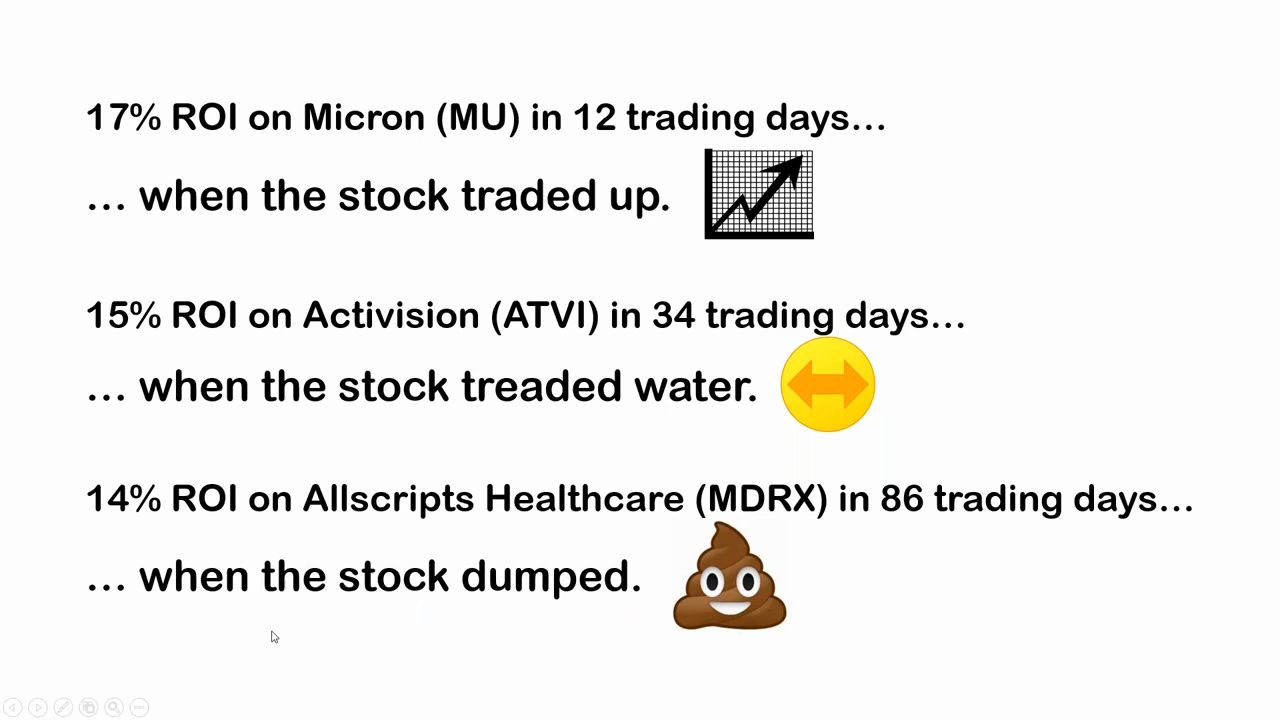 17% ROI on Micron (MU) in 12 trading days…
… when the stock traded up.
15% ROI on Activision (ATVI) in 34 trading days…
… when the stock treaded water.
14% ROI on Allscripts Healthcare (MDRX) in 86 trading days…
… when the stock dumped.